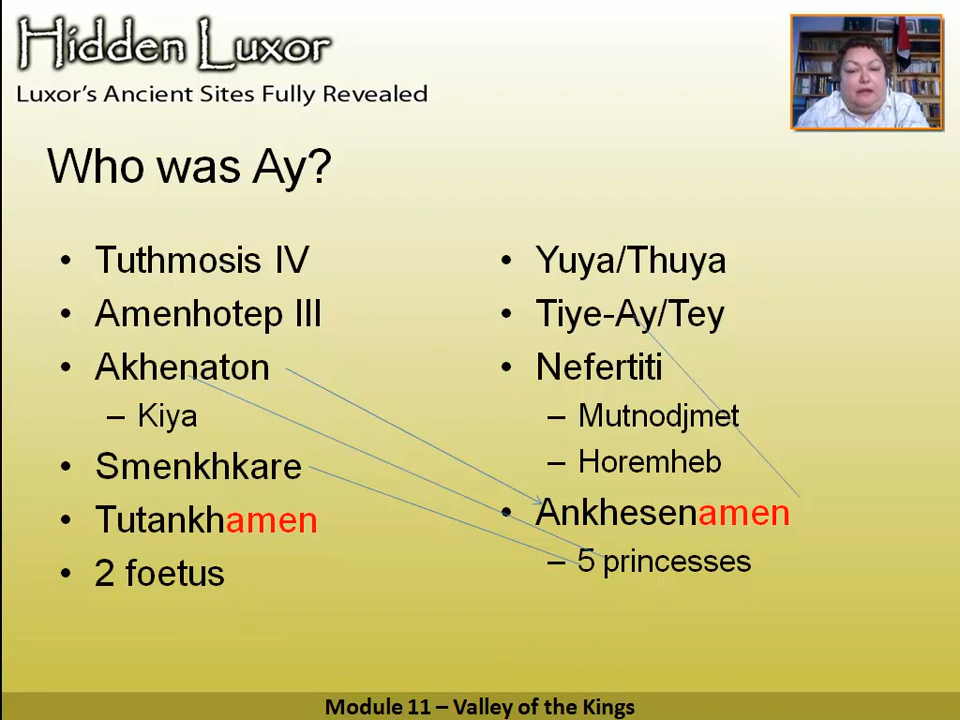 Hidden Luxor
Luxor's Ancient Sites Fully Revealed
Who was Ay?
• Tuthmosis IV
• Amenhotep III
• Akhenaton
– Kiya
• Smenkhkare
• Tutankhamen
• 2 foetus
• Yuya/Thuya
• Tiye-Ay/Tey
• Nefertiti
– Mutnodjmet
– Horemheb
• Ankhesenamen
– 5 princesses
Module 11 – Valley of the Kings